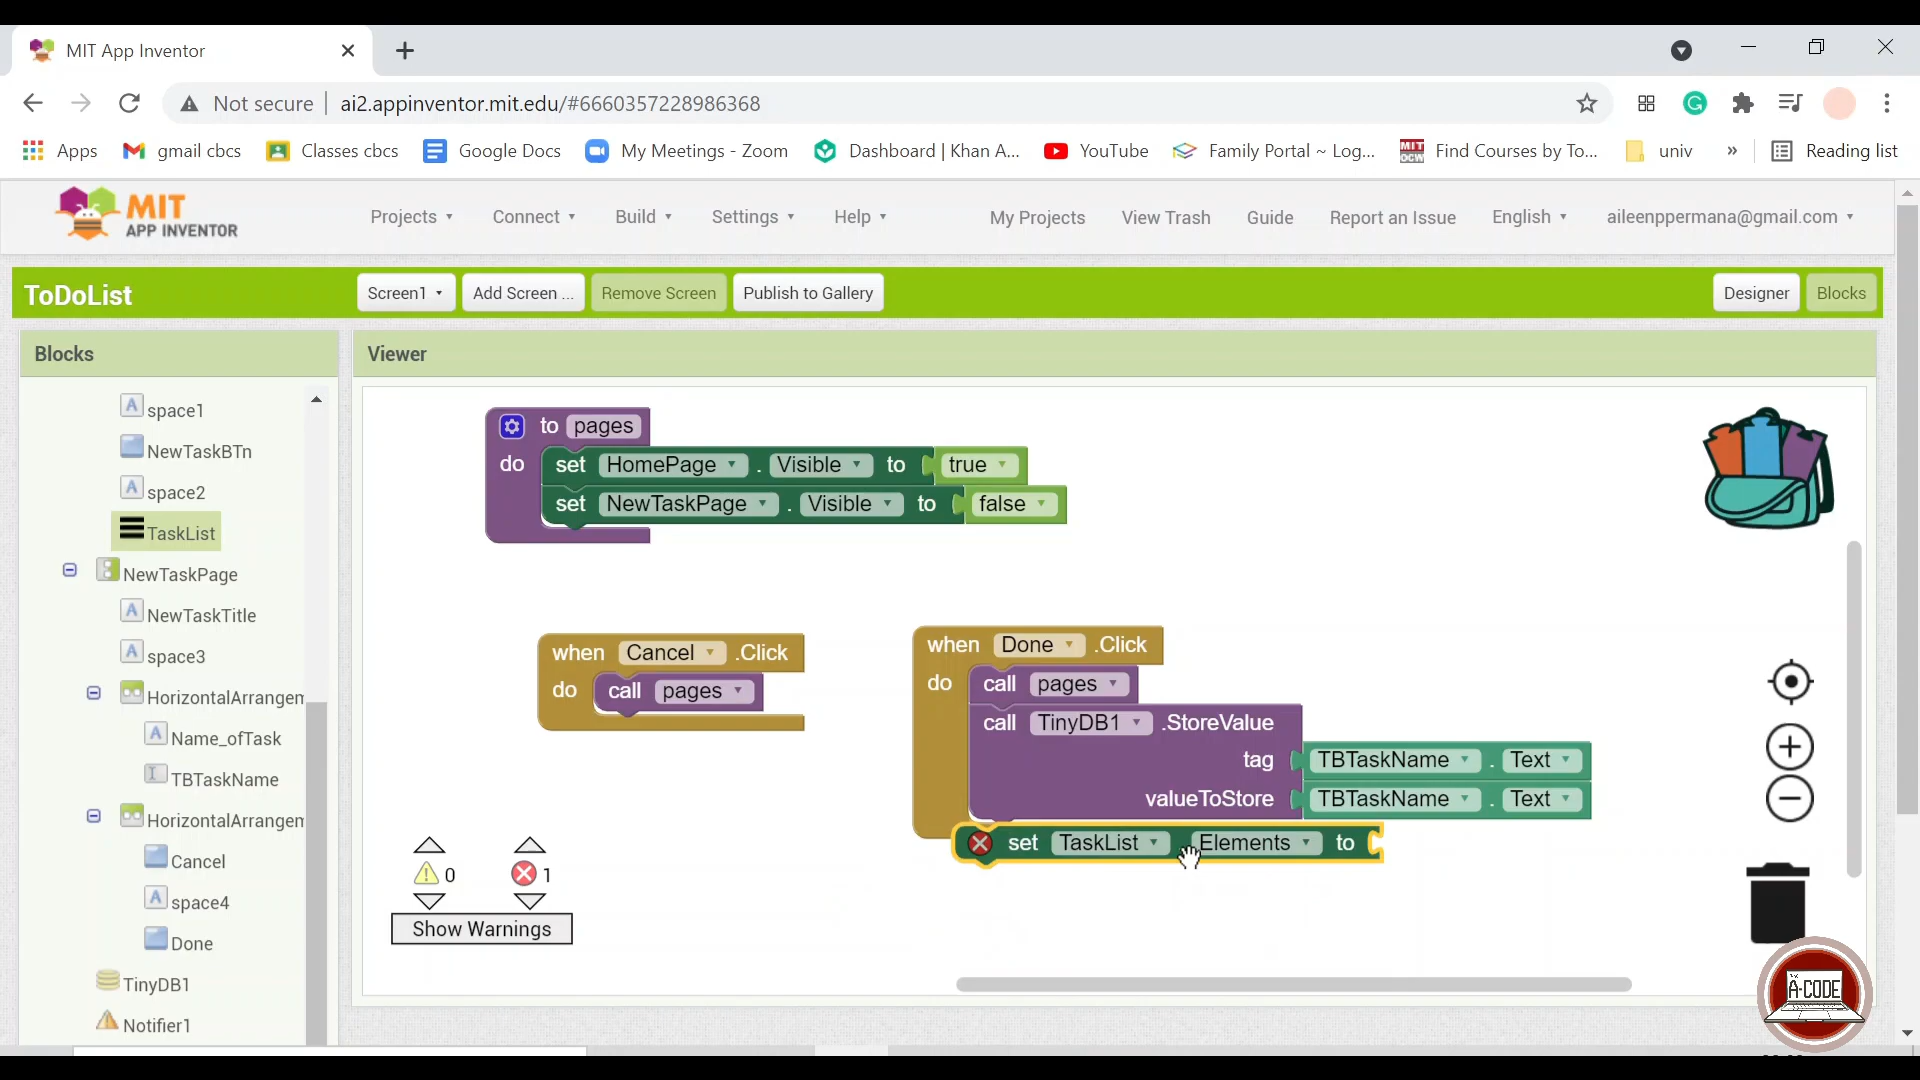 MIT App Inventor
Not secure
ai2.appinventor.mit.edu/#6660357228986368
Apps
gmail cbcs
Classes cbcs
Google Docs
My Meetings - Zoom
Dashboard | Khan A...
YouTube
Family Portal ~ Log...
MIT
OCW
Find Courses by To...
univ
»
Reading list
MIT
APP INVENTOR
Projects
Connect
Build
Settings
Help
My Projects
View Trash
Guide
Report an Issue
English
aileenppermana@gmail.com
ToDoList
Screen1
Add Screen ...
Remove Screen
Publish to Gallery
Designer
Blocks
Blocks
Viewer
space1
NewTaskBTn
space2
TaskList
NewTaskPage
NewTaskTitle
space3
HorizontalArrangem
Name_ofTask
TBTaskName
HorizontalArrangem
Cancel
space4
Done
TinyDB1
Notifier1
to pages
do set HomePage . Visible to true
set NewTaskPage . Visible to false
when Cancel .Click
do call pages
when Done .Click
do call pages
call TinyDB1 .StoreValue
tag TBTaskName . Text
valueToStore TBTaskName . Text
set TaskList . Elements to
0
1
Show Warnings
A-CODE